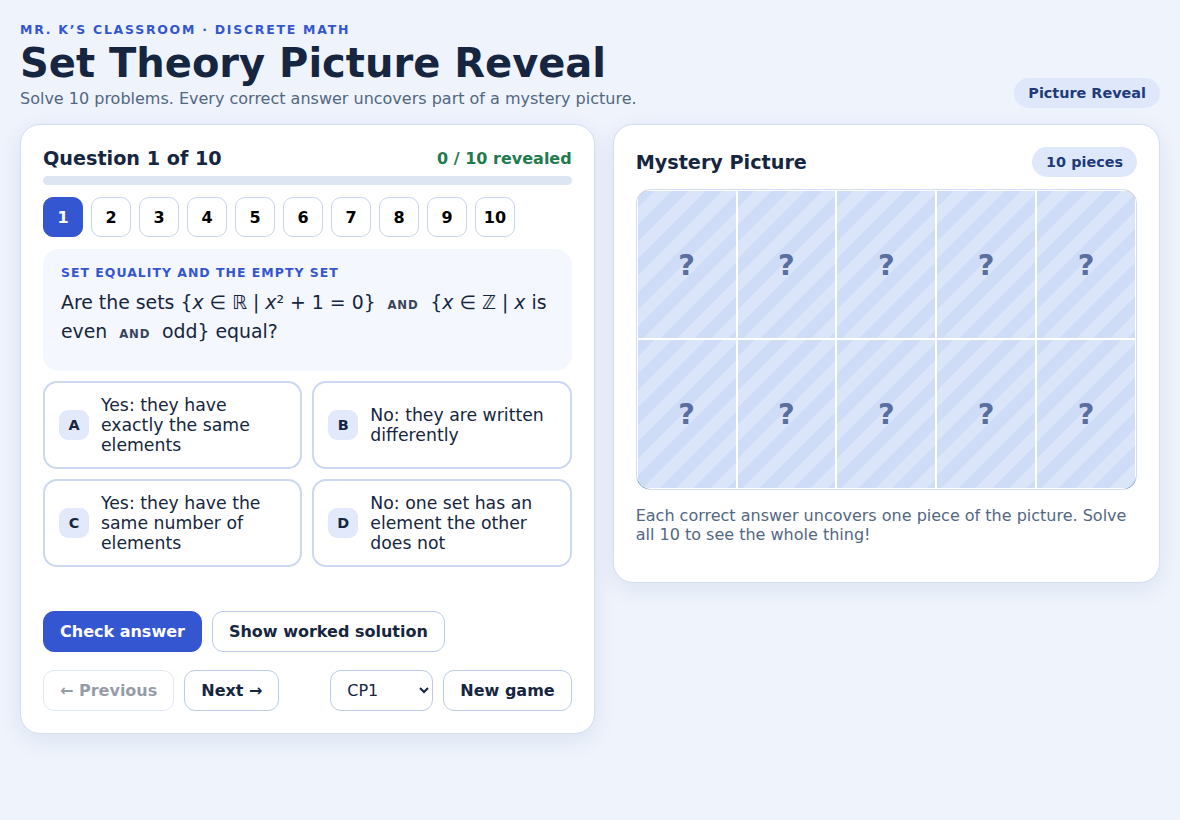 MR. K’S CLASSROOM · DISCRETE MATH
Set Theory Picture Reveal
Solve 10 problems. Every correct answer uncovers part of a mystery picture.
Picture Reveal
Question 1 of 10
0 / 10 revealed
1 2 3 4 5 6 7 8 9 10
SET EQUALITY AND THE EMPTY SET
Are the sets {x ∈ ℝ | x² + 1 = 0} AND {x ∈ ℤ | x is
even AND odd} equal?
A
Yes: they have
exactly the same
elements
B
No: they are written
differently
C
Yes: they have the
same number of
elements
D
No: one set has an
element the other
does not
Check answer
Show worked solution
← Previous
Next →
CP1
New game
Mystery Picture
10 pieces
? ? ? ? ?
? ? ? ? ?
Each correct answer uncovers one piece of the picture. Solve
all 10 to see the whole thing!